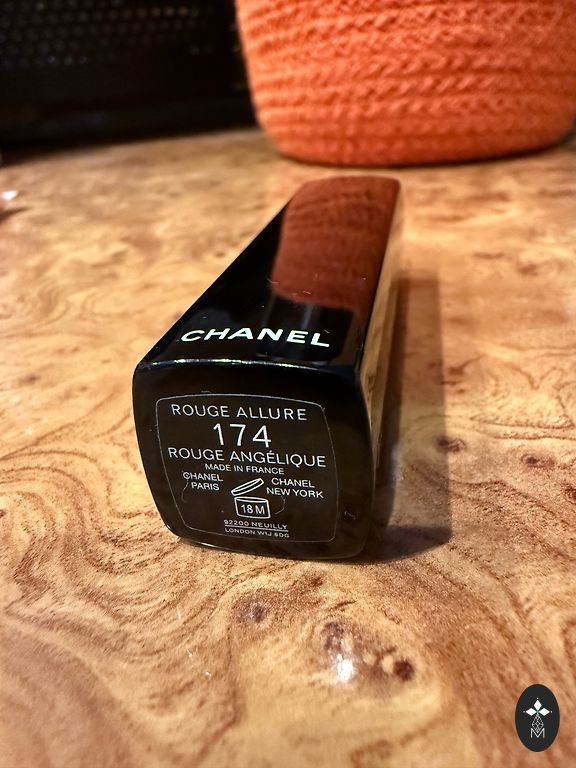 CHANEL
ROUGE ALLURE
174
ROUGE ANGÉLIQUE
MADE IN FRANCE
CHANEL PARIS
CHANEL NEW YORK
18M
92200 NEUILLY
LONDON W1J 6DG
M